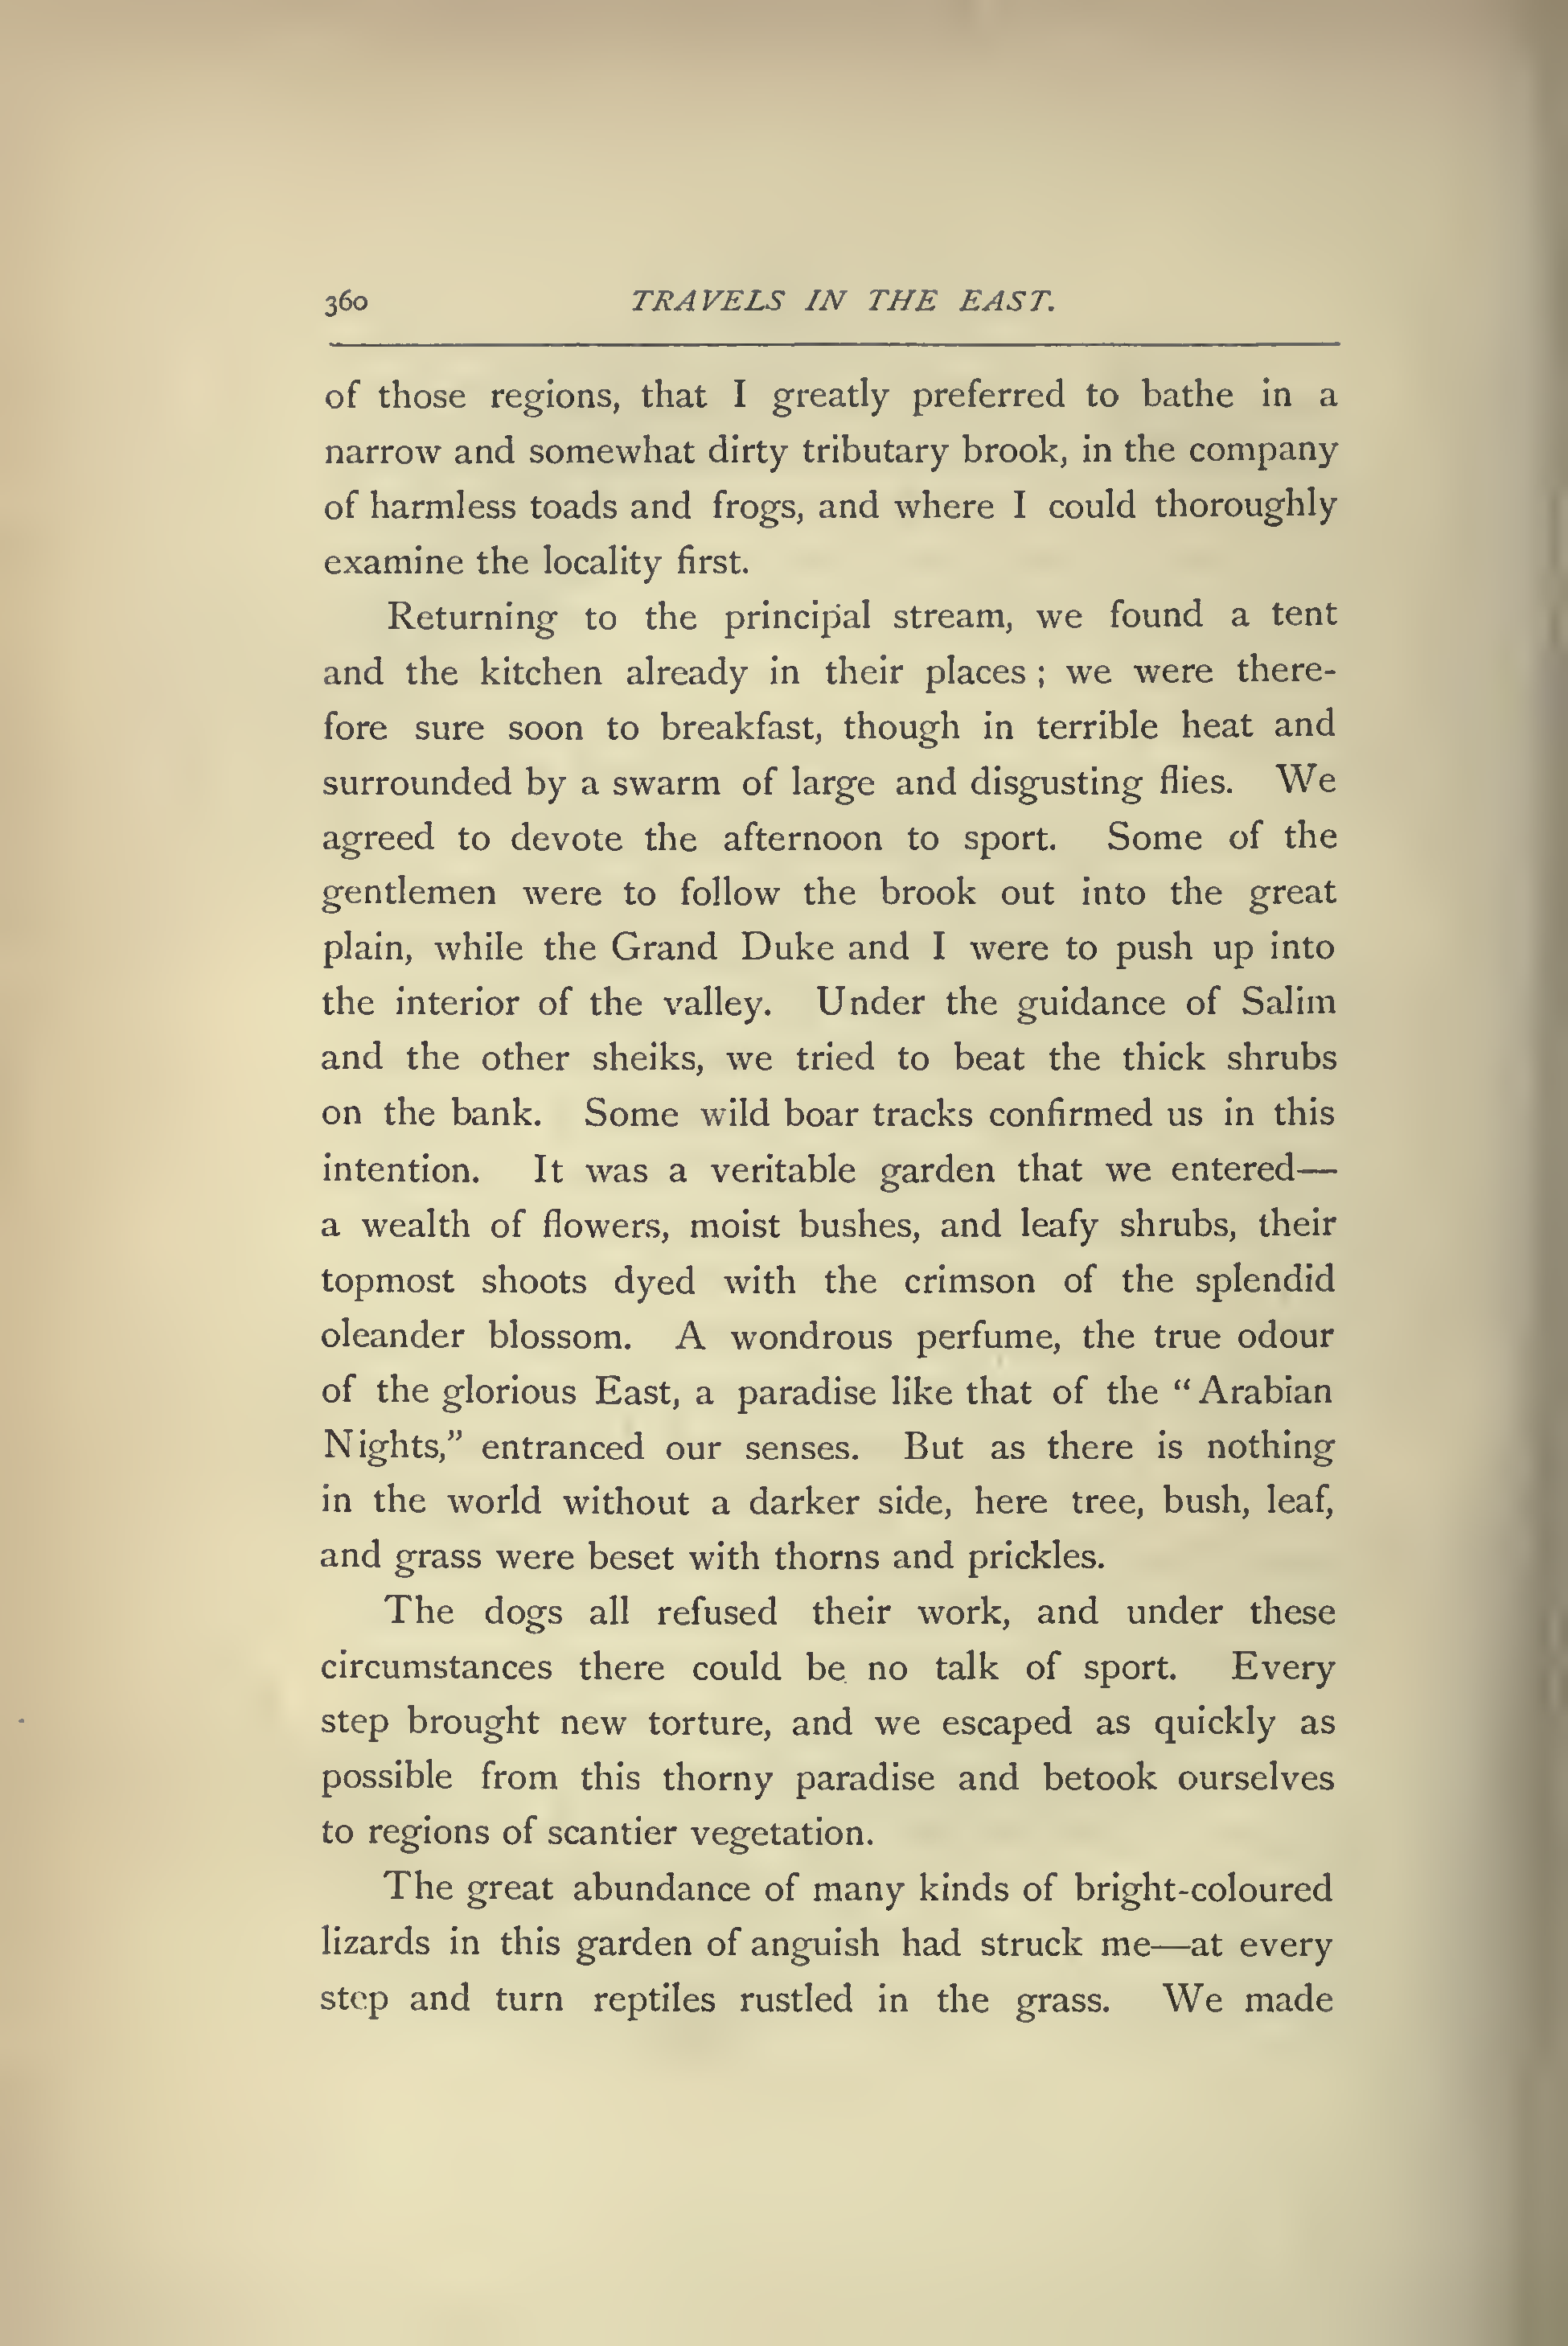 360 TRAVELS IN THE EAST.
of those regions, that I greatly preferred to bathe in a
narrow and somewhat dirty tributary brook, in the company
of harmless toads and frogs, and where I could thoroughly
examine the locality first.
Returning to the principal stream, we found a tent
and the kitchen already in their places ; we were there-
fore sure soon to breakfast, though in terrible heat and
surrounded by a swarm of large and disgusting flies. We
agreed to devote the afternoon to sport. Some of the
gentlemen were to follow the brook out into the great
plain, while the Grand Duke and I were to push up into
the interior of the valley. Under the guidance of Salim
and the other sheiks, we tried to beat the thick shrubs
on the bank. Some wild boar tracks confirmed us in this
intention. It was a veritable garden that we entered—
a wealth of flowers, moist bushes, and leafy shrubs, their
topmost shoots dyed with the crimson of the splendid
oleander blossom. A wondrous perfume, the true odour
of the glorious East, a paradise like that of the “Arabian
Nights,” entranced our senses. But as there is nothing
in the world without a darker side, here tree, bush, leaf,
and grass were beset with thorns and prickles.
The dogs all refused their work, and under these
circumstances there could be no talk of sport. Every
step brought new torture, and we escaped as quickly as
possible from this thorny paradise and betook ourselves
to regions of scantier vegetation.
The great abundance of many kinds of bright-coloured
lizards in this garden of anguish had struck me—at every
step and turn reptiles rustled in the grass. We made